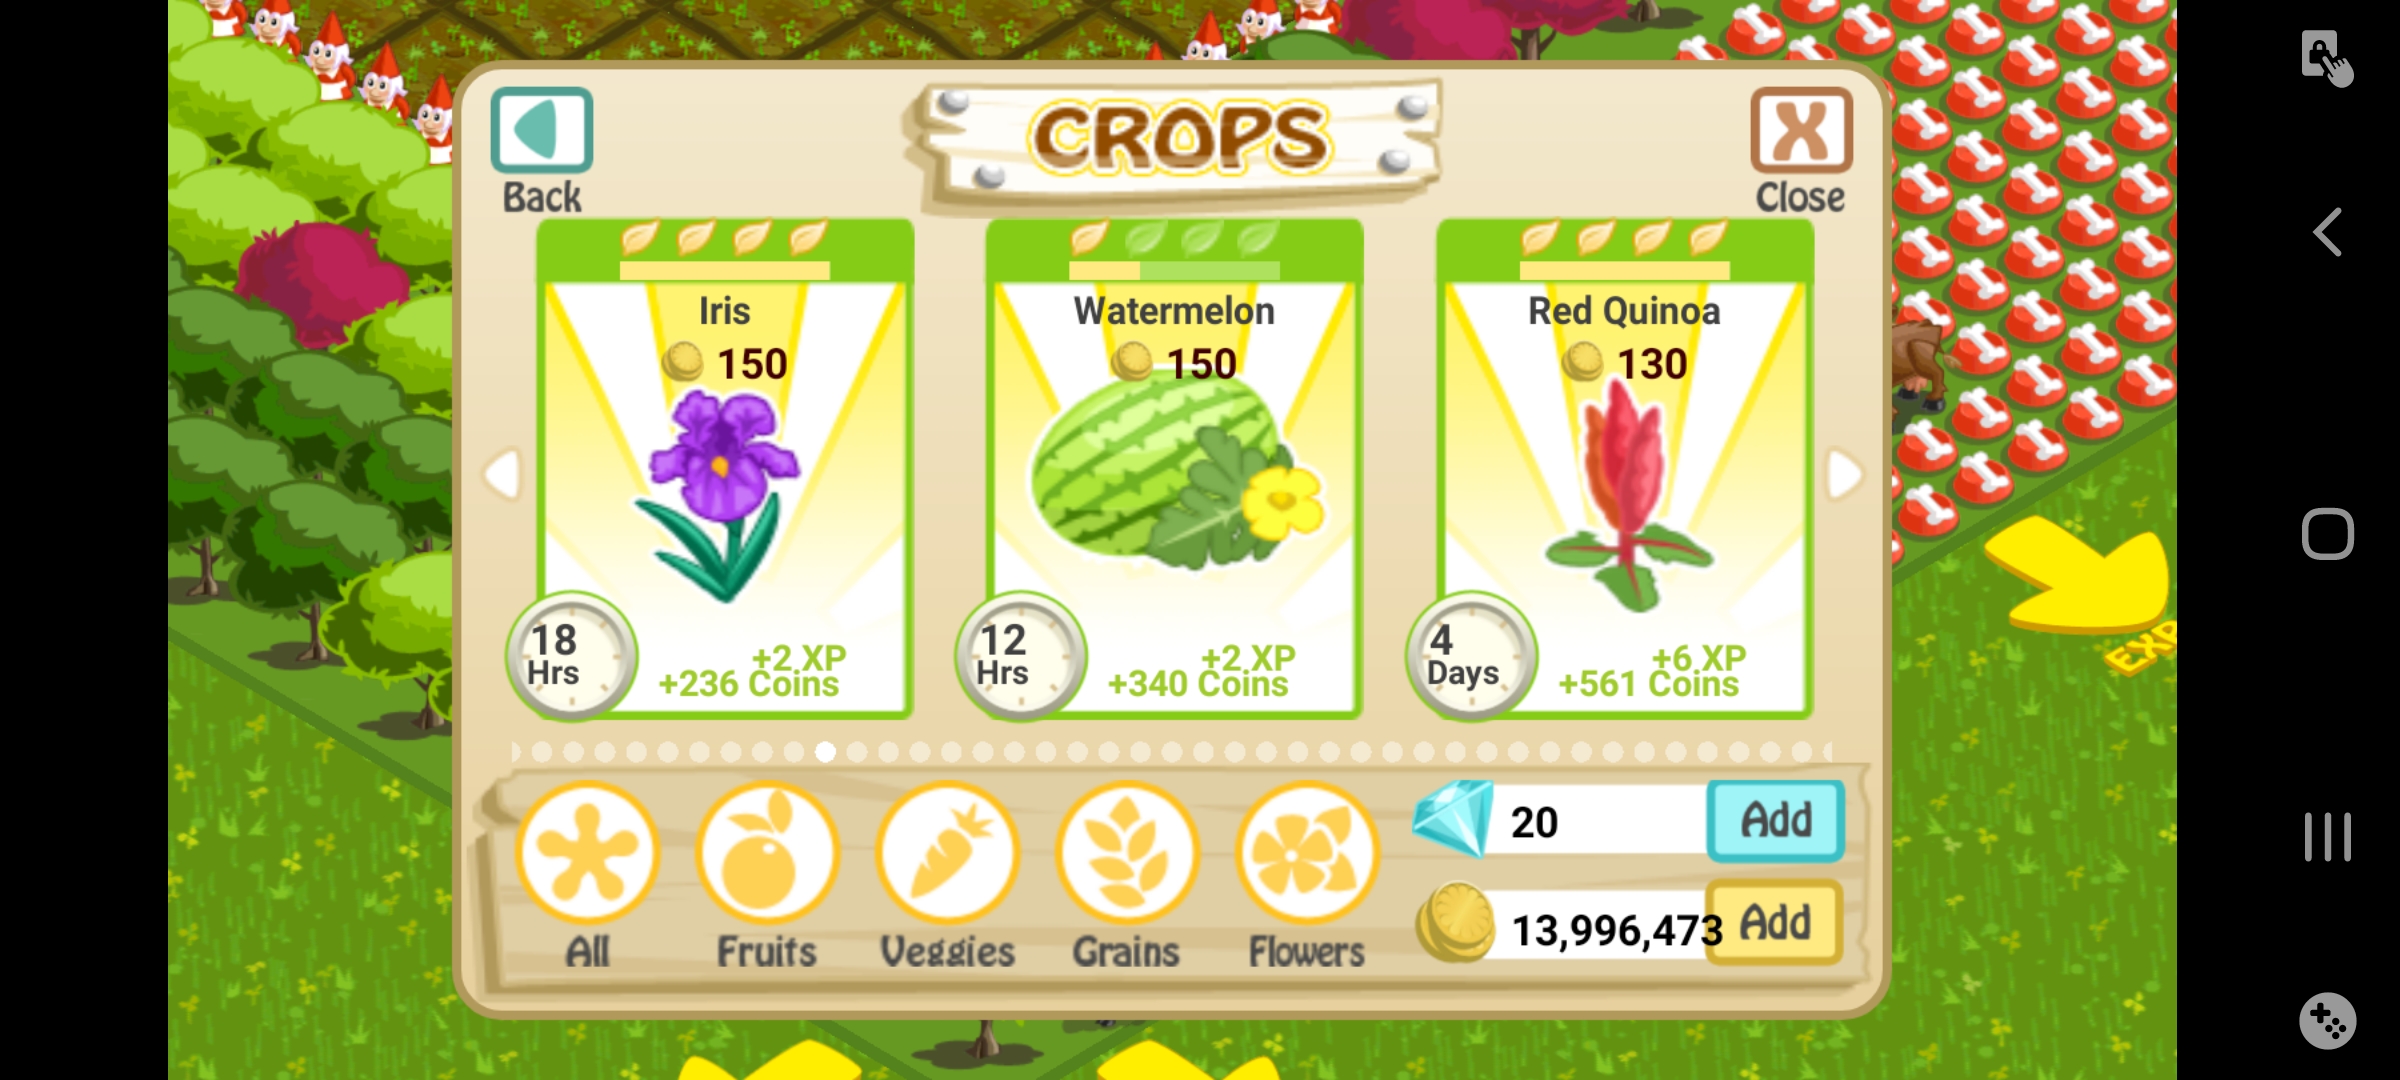 CROPS
Back
Close
Iris
150
18
Hrs
+2 XP
+236 Coins
Watermelon
150
12
Hrs
+2 XP
+340 Coins
Red Quinoa
130
4
Days
+6 XP
+561 Coins
EXP
All
Fruits
Veggies
Grains
Flowers
20
Add
13,996,473
Add